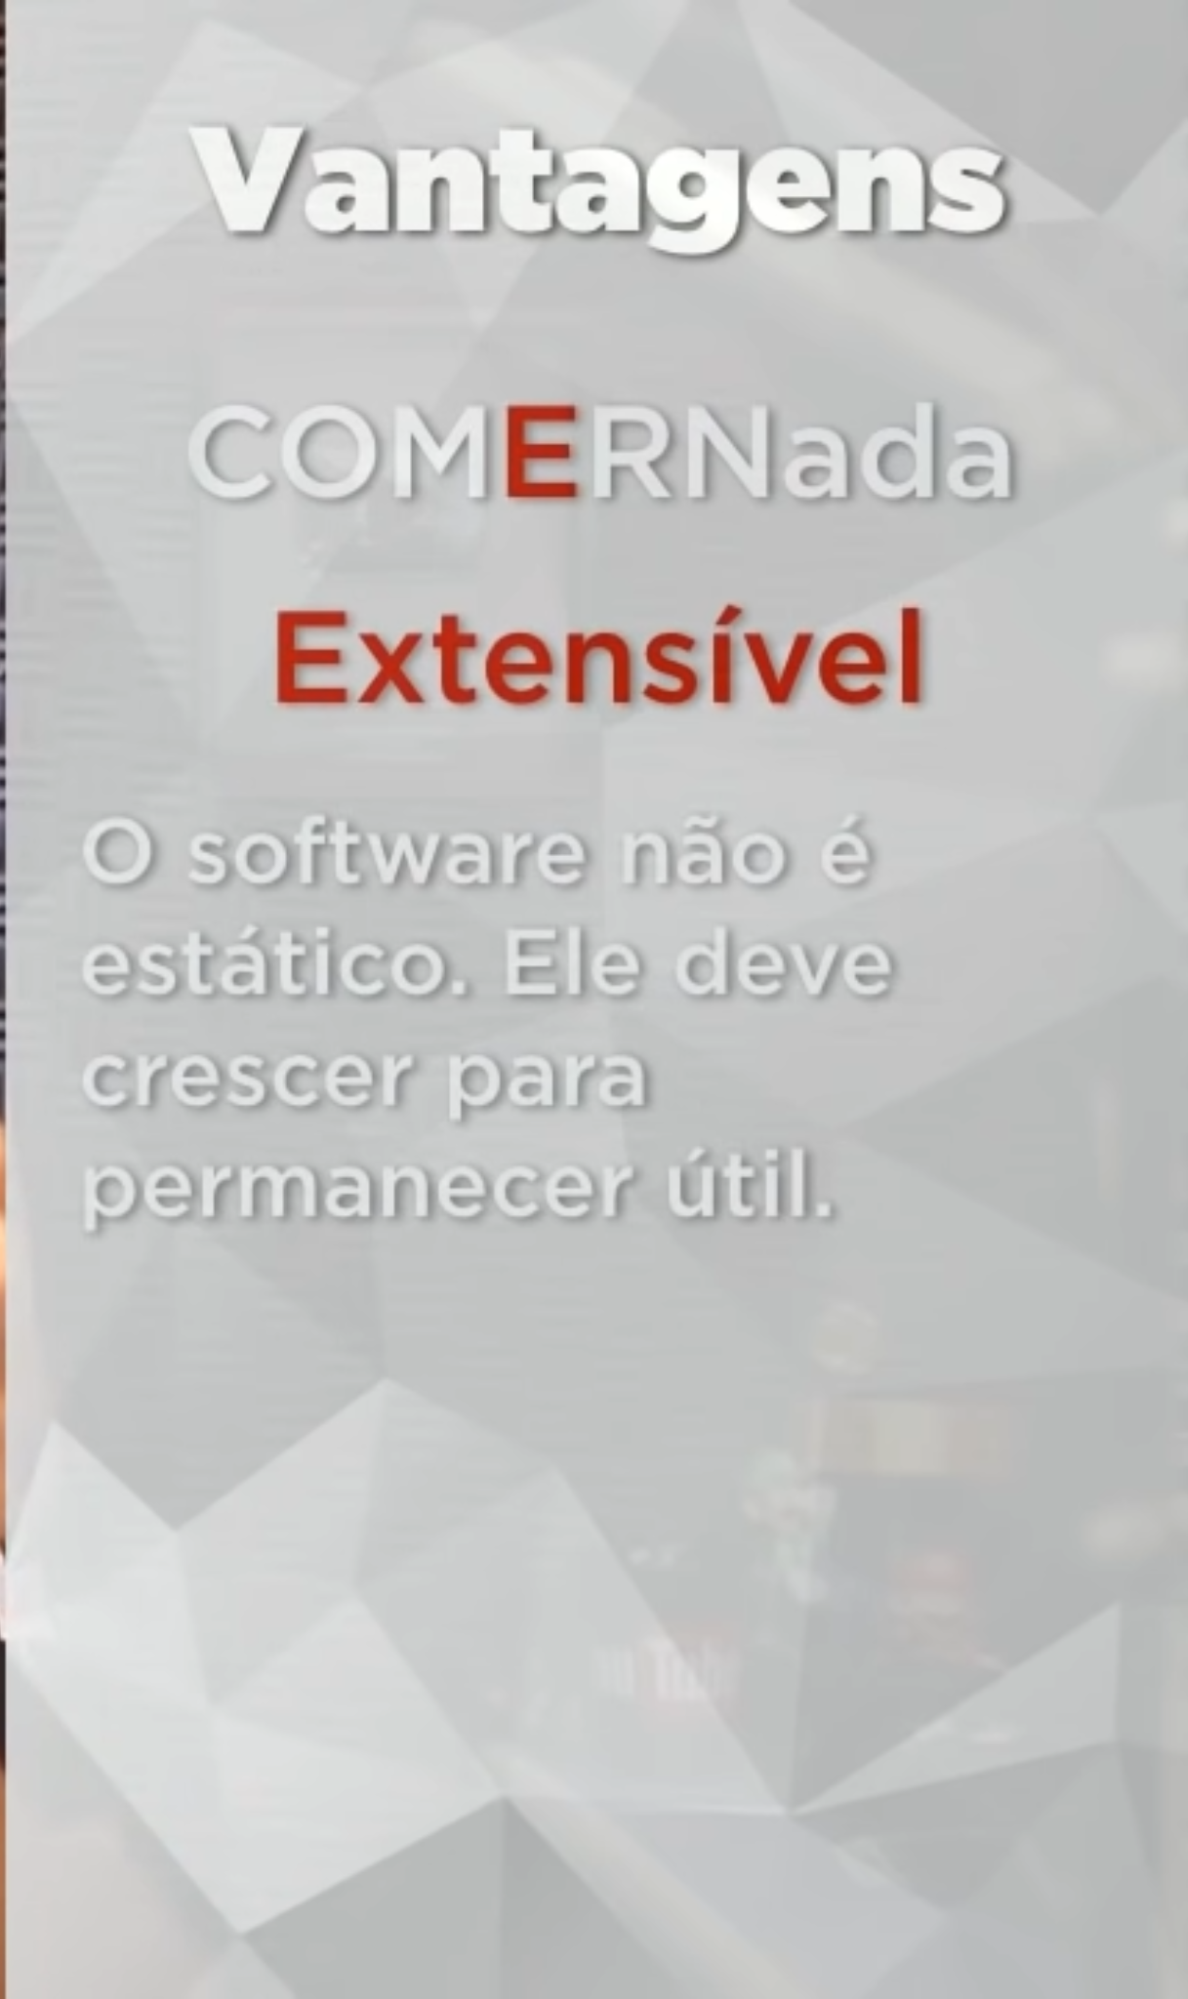 Vantagens
COMERNada
Extensível
O software não é
estático. Ele deve
crescer para
permanecer útil.